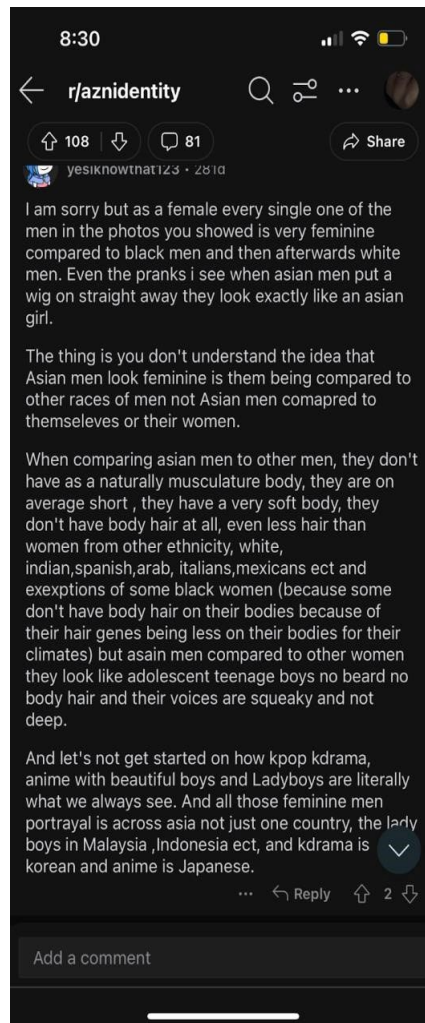 8:30
r/aznidentity
108
81
Share
yesiknowthat123 · 281d
I am sorry but as a female every single one of the
men in the photos you showed is very feminine
compared to black men and then afterwards white
men. Even the pranks i see when asian men put a
wig on straight away they look exactly like an asian
girl.
The thing is you don't understand the idea that
Asian men look feminine is them being compared to
other races of men not Asian men comapred to
themseleves or their women.
When comparing asian men to other men, they don't
have as a naturally musculature body, they are on
average short , they have a very soft body, they
don't have body hair at all, even less hair than
women from other ethnicity, white,
indian,spanish,arab, italians,mexicans ect and
exexptions of some black women (because some
don't have body hair on their bodies because of
their hair genes being less on their bodies for their
climates) but asain men compared to other women
they look like adolescent teenage boys no beard no
body hair and their voices are squeaky and not
deep.
And let's not get started on how kpop kdrama,
anime with beautiful boys and Ladyboys are literally
what we always see. And all those feminine men
portrayal is across asia not just one country, the lady
boys in Malaysia ,Indonesia ect, and kdrama is
korean and anime is Japanese.
Reply
2
Add a comment